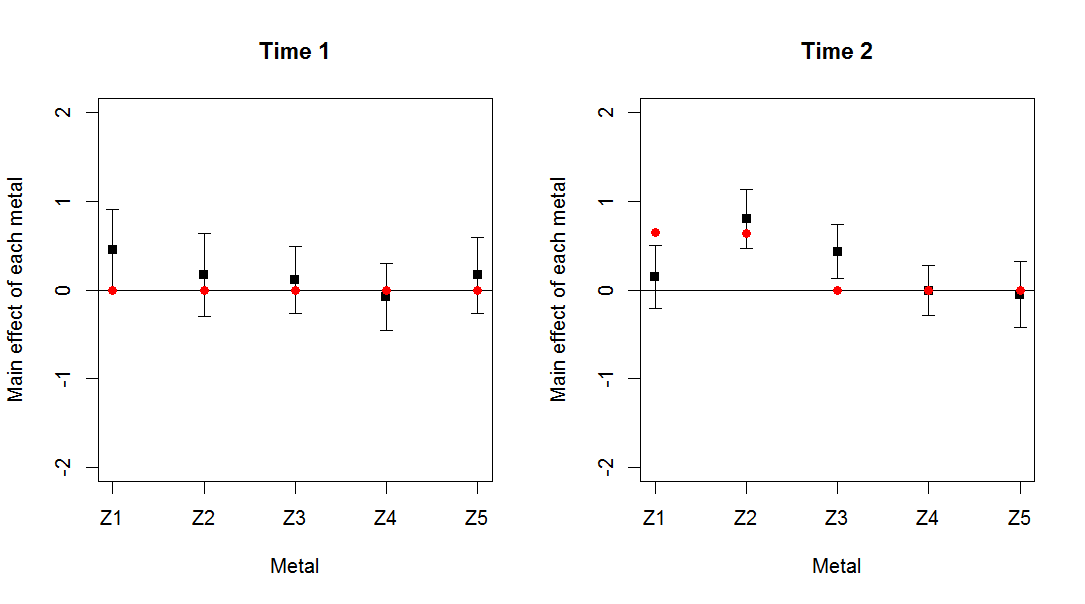 Time 1
Main effect of each metal
2
1
0
-1
-2
Z1 Z2 Z3 Z4 Z5
Metal
Time 2
Main effect of each metal
2
1
0
-1
-2
Z1 Z2 Z3 Z4 Z5
Metal